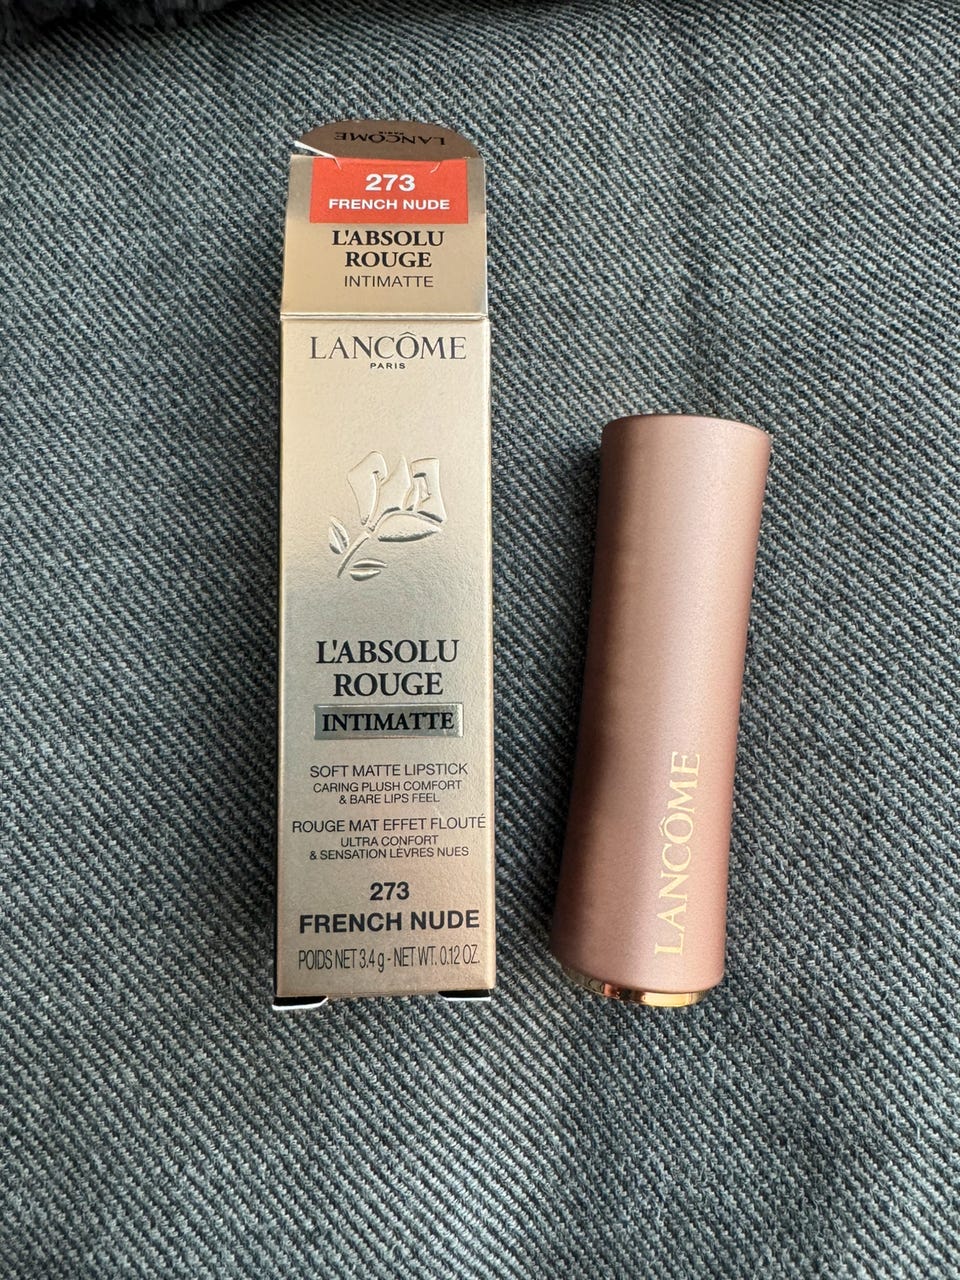 LANCÔME
PARIS
273
FRENCH NUDE
L'ABSOLU
ROUGE
INTIMATTE
LANCÔME
PARIS
L'ABSOLU
ROUGE
INTIMATTE
SOFT MATTE LIPSTICK
CARING PLUSH COMFORT
& BARE LIPS FEEL
ROUGE MAT EFFET FLOUTÉ
ULTRA CONFORT
& SENSATION LÈVRES NUES
273
FRENCH NUDE
POIDS NET 3.4 g - NET WT. 0.12 OZ.
LANCÔME